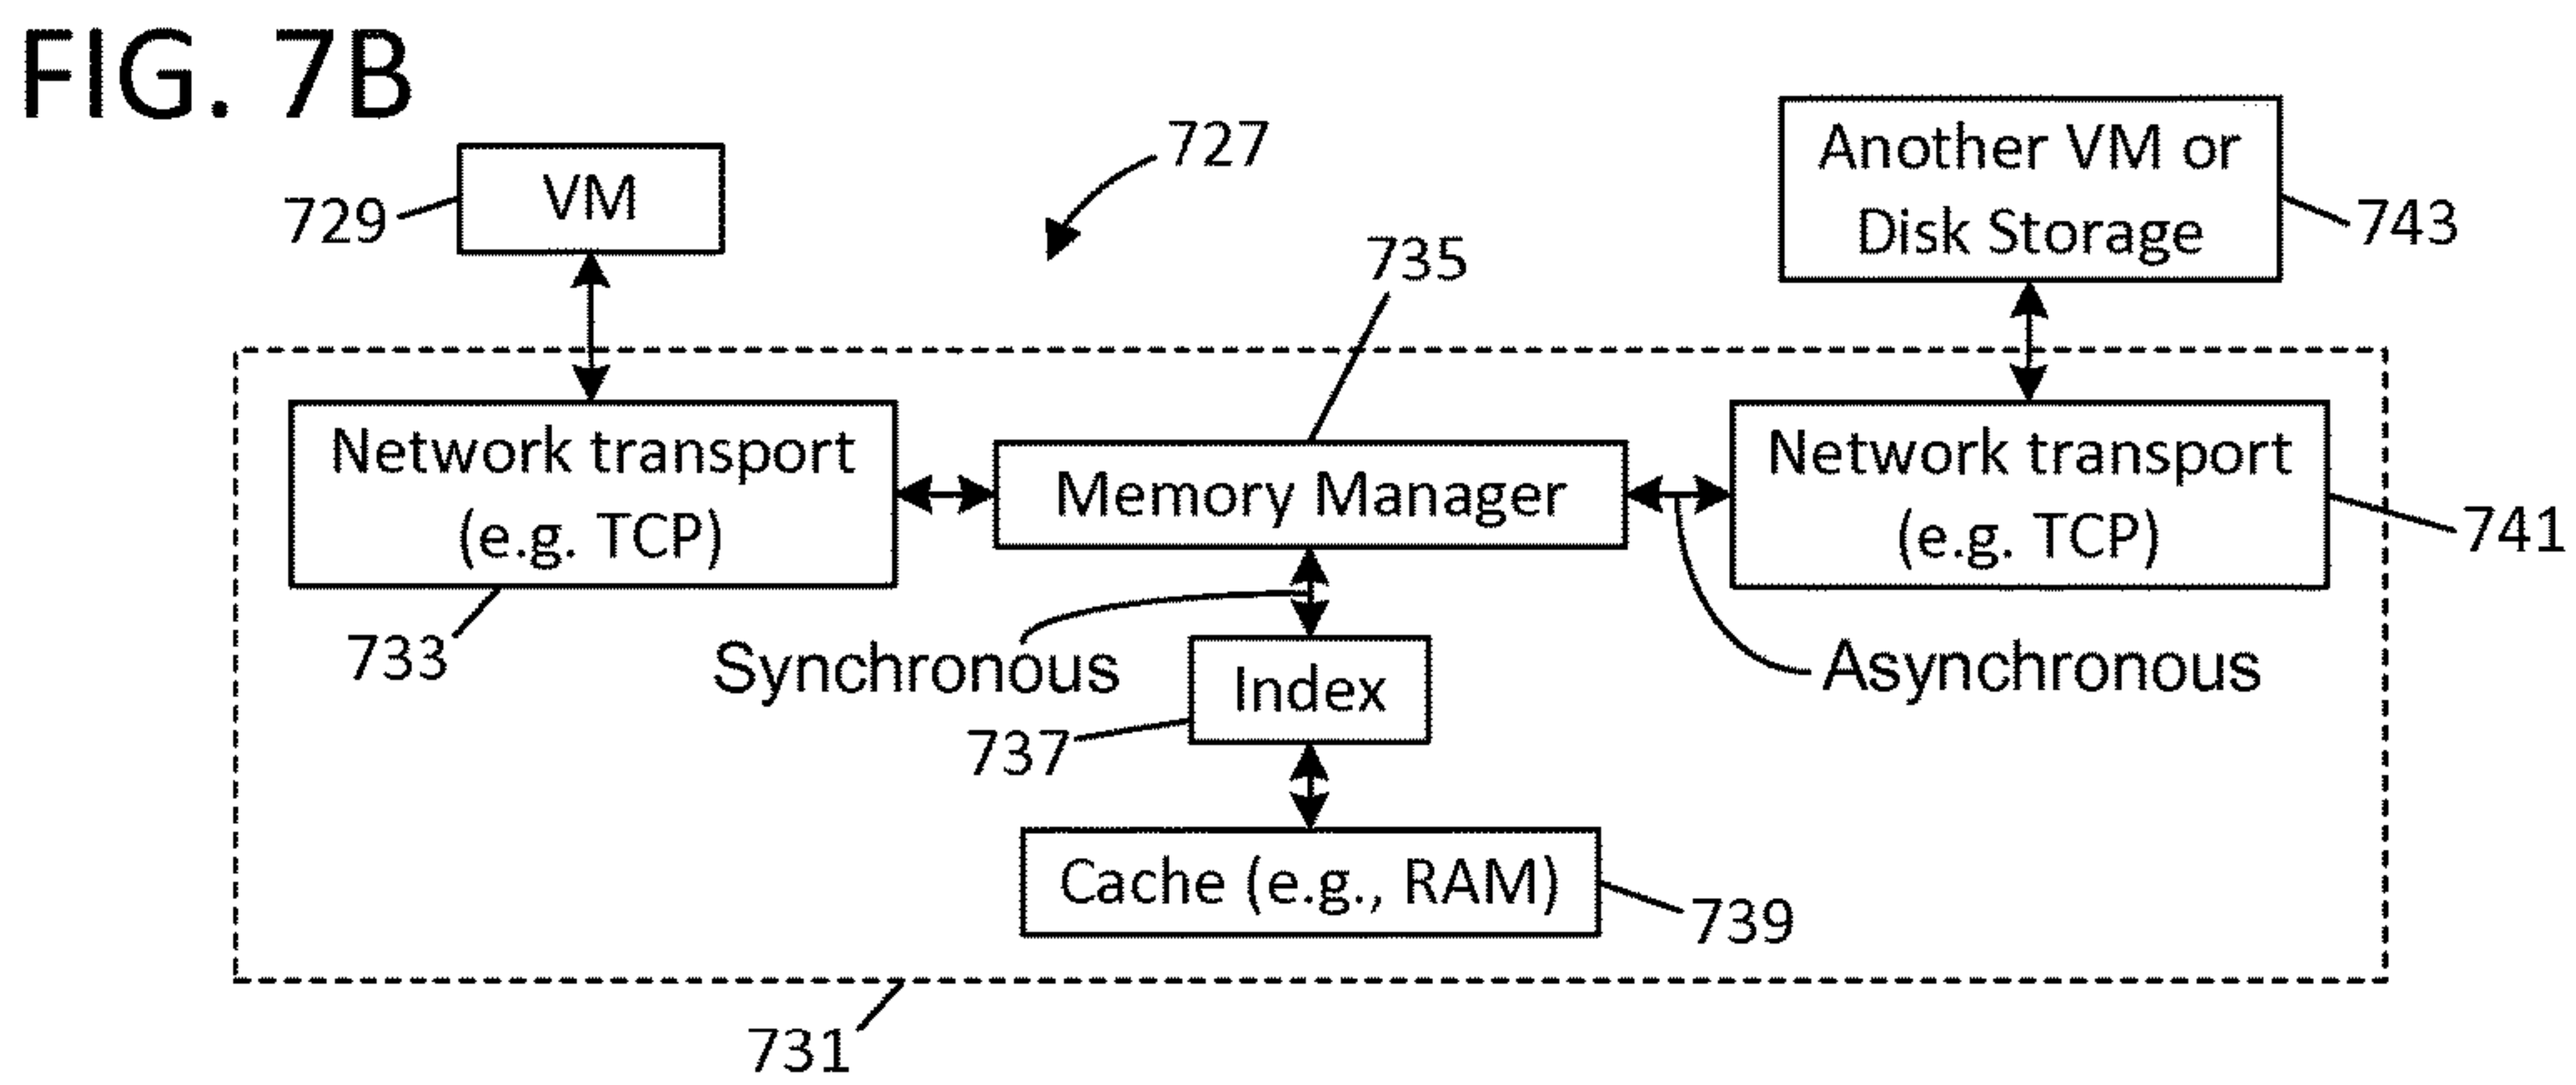 FIG. 7B
727
Another VM or
Disk Storage
743
VM
729
735
Network transport
(e.g. TCP)
733
Memory Manager
Network transport
(e.g. TCP)
741
Synchronous
Asynchronous
Index
737
Cache (e.g., RAM)
739
731